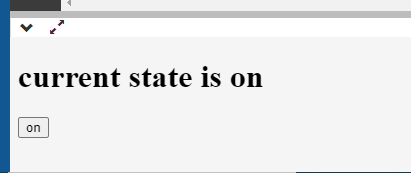 current state is on
on